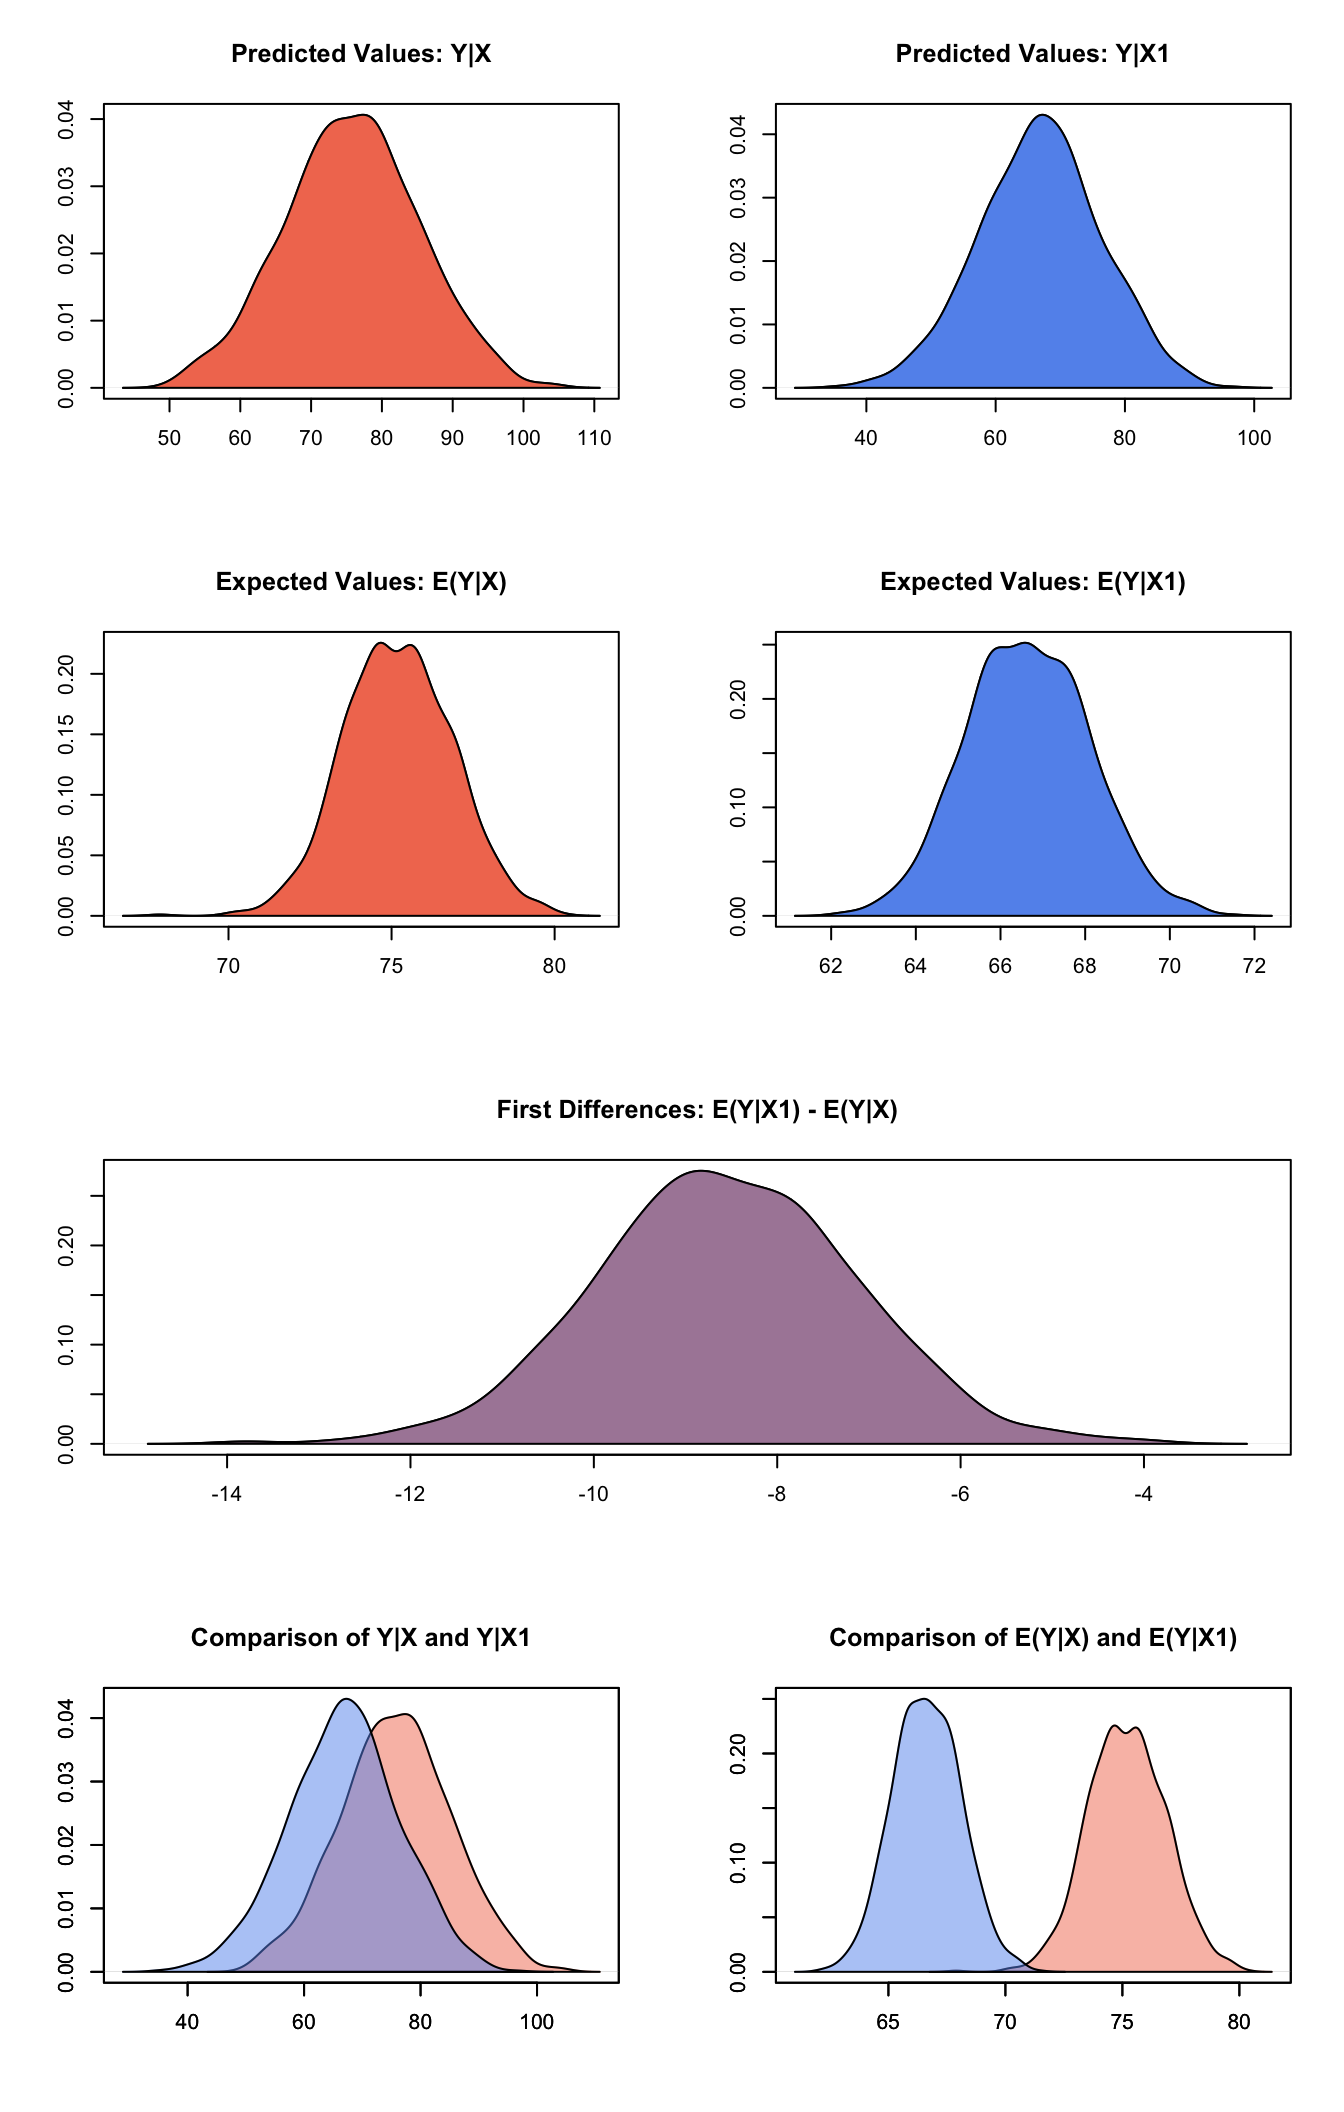 Predicted Values: Y|X
0.00 0.01 0.02 0.03 0.04
50 60 70 80 90 100 110
Predicted Values: Y|X1
0.00 0.01 0.02 0.03 0.04
40 60 80 100
Expected Values: E(Y|X)
0.00 0.05 0.10 0.15 0.20
70 75 80
Expected Values: E(Y|X1)
0.00 0.10 0.20
62 64 66 68 70 72
First Differences: E(Y|X1) - E(Y|X)
0.00 0.10 0.20
-14 -12 -10 -8 -6 -4
Comparison of Y|X and Y|X1
0.00 0.01 0.02 0.03 0.04
40 60 80 100
Comparison of E(Y|X) and E(Y|X1)
0.00 0.10 0.20
65 70 75 80